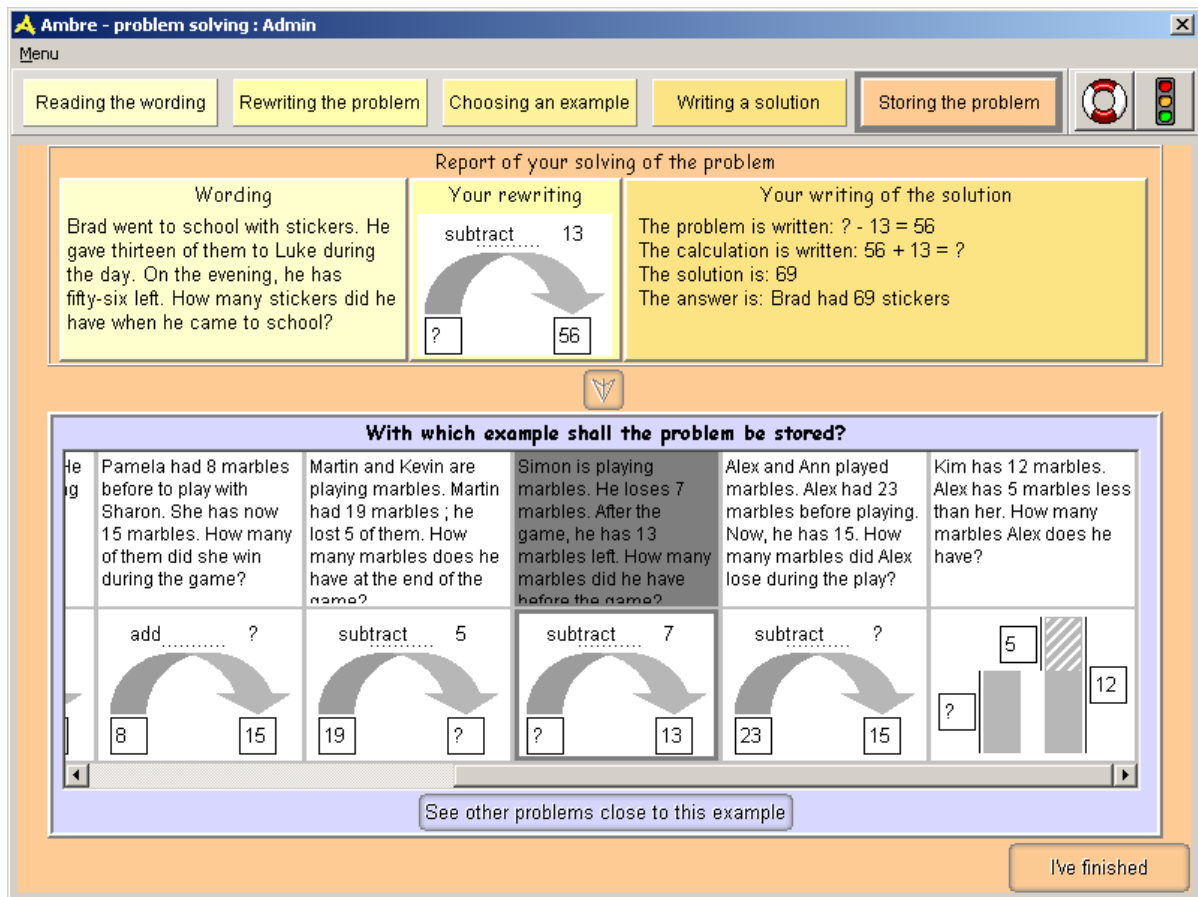 Ambre - problem solving : Admin
Menu
Reading the wording
Rewriting the problem
Choosing an example
Writing a solution
Storing the problem
Report of your solving of the problem
Wording
Brad went to school with stickers. He
gave thirteen of them to Luke during
the day. On the evening, he has
fifty-six left. How many stickers did he
have when he came to school?
Your rewriting
subtract 13
? 56
Your writing of the solution
The problem is written: ? - 13 = 56
The calculation is written: 56 + 13 = ?
The solution is: 69
The answer is: Brad had 69 stickers
With which example shall the problem be stored?
He
Pamela had 8 marbles
before to play with
Sharon. She has now
15 marbles. How many
of them did she win
during the game?
Martin and Kevin are
playing marbles. Martin
had 19 marbles ; he
lost 5 of them. How
many marbles does he
have at the end of the
game?
Simon is playing
marbles. He loses 7
marbles. After the
game, he has 13
marbles left. How many
marbles did he have
before the game?
Alex and Ann played
marbles. Alex had 23
marbles before playing.
Now, he has 15. How
many marbles did Alex
lose during the play?
Kim has 12 marbles.
Alex has 5 marbles less
than her. How many
marbles Alex does he
have?
add ?
8 15
subtract 5
19 ?
subtract 7
? 13
subtract ?
23 15
5
12
?
See other problems close to this example
I've finished